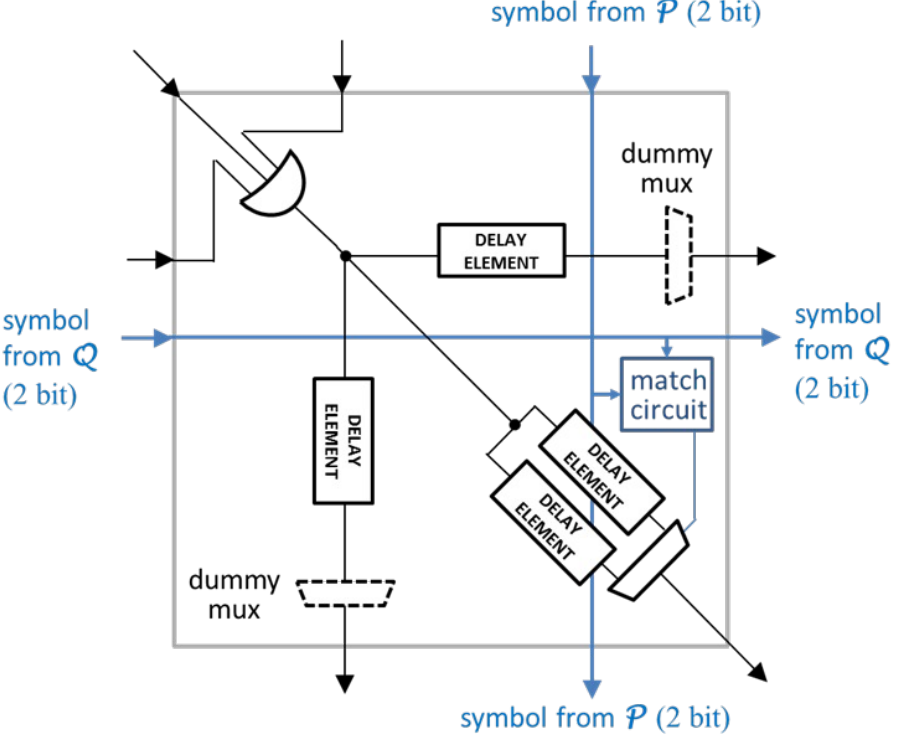 symbol from 𝒫 (2 bit)
dummy
mux
DELAY
ELEMENT
symbol
from 𝒬
(2 bit)
symbol
from 𝒬
(2 bit)
match
circuit
DELAY
ELEMENT
DELAY
ELEMENT
DELAY
ELEMENT
dummy
mux
symbol from 𝒫 (2 bit)